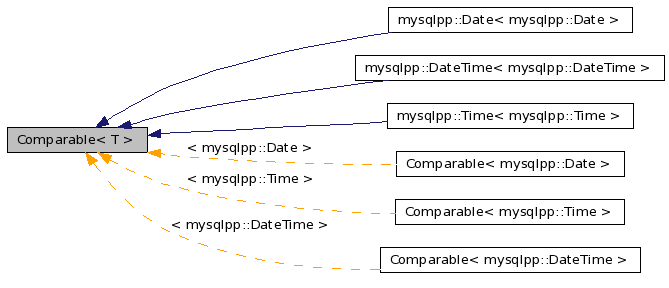 mysqlpp::Date< mysqlpp::Date >
mysqlpp::DateTime< mysqlpp::DateTime >
mysqlpp::Time< mysqlpp::Time >
Comparable< T >
< mysqlpp::Date >
Comparable< mysqlpp::Date >
< mysqlpp::Time >
Comparable< mysqlpp::Time >
< mysqlpp::DateTime >
Comparable< mysqlpp::DateTime >